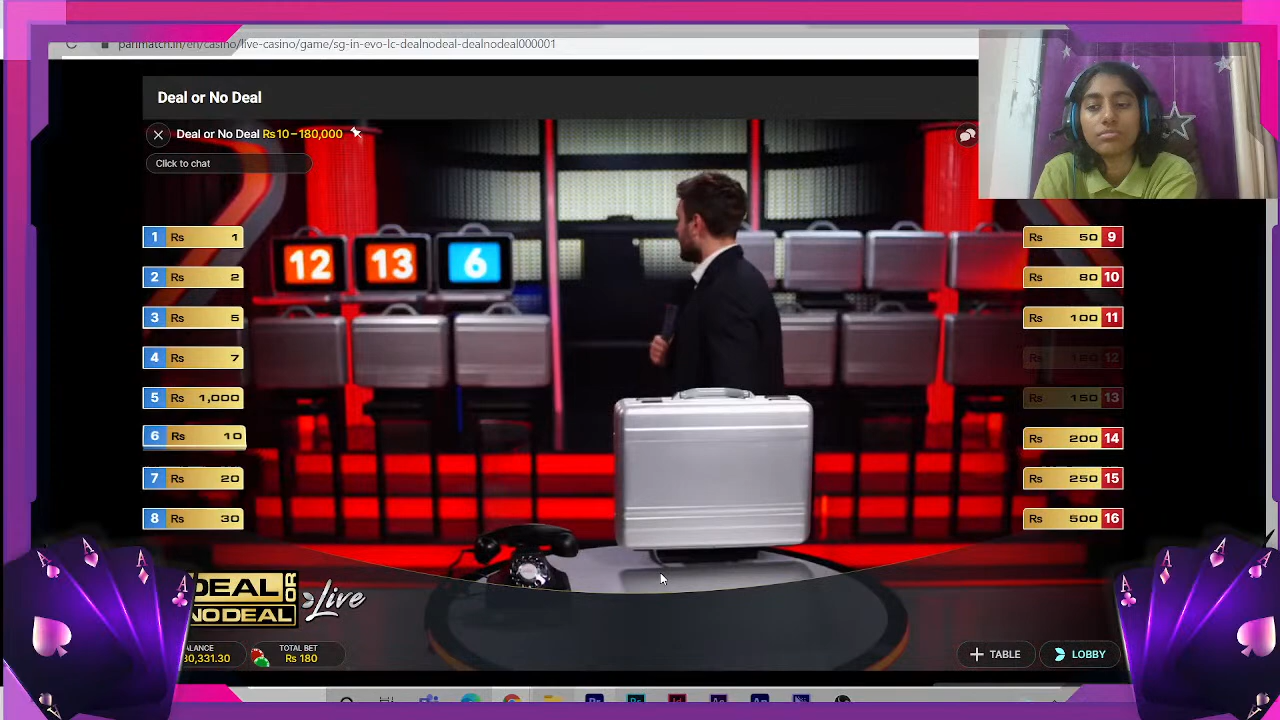 parimatch.in/en/casino/live-casino/game/sg-in-evo-lc-dealnodeal-dealnodeal000001
Deal or No Deal
Deal or No Deal Rs10–180,000
Click to chat
1 Rs 1
2 Rs 2
3 Rs 5
4 Rs 7
5 Rs 1,000
6 Rs 10
7 Rs 20
8 Rs 30
12 13 6
Rs 50 9
Rs 80 10
Rs 100 11
Rs 120 12
Rs 150 13
Rs 200 14
Rs 250 15
Rs 500 16
DEAL OR
NO DEAL Live
TOTAL BET
Rs 180
TABLE
LOBBY